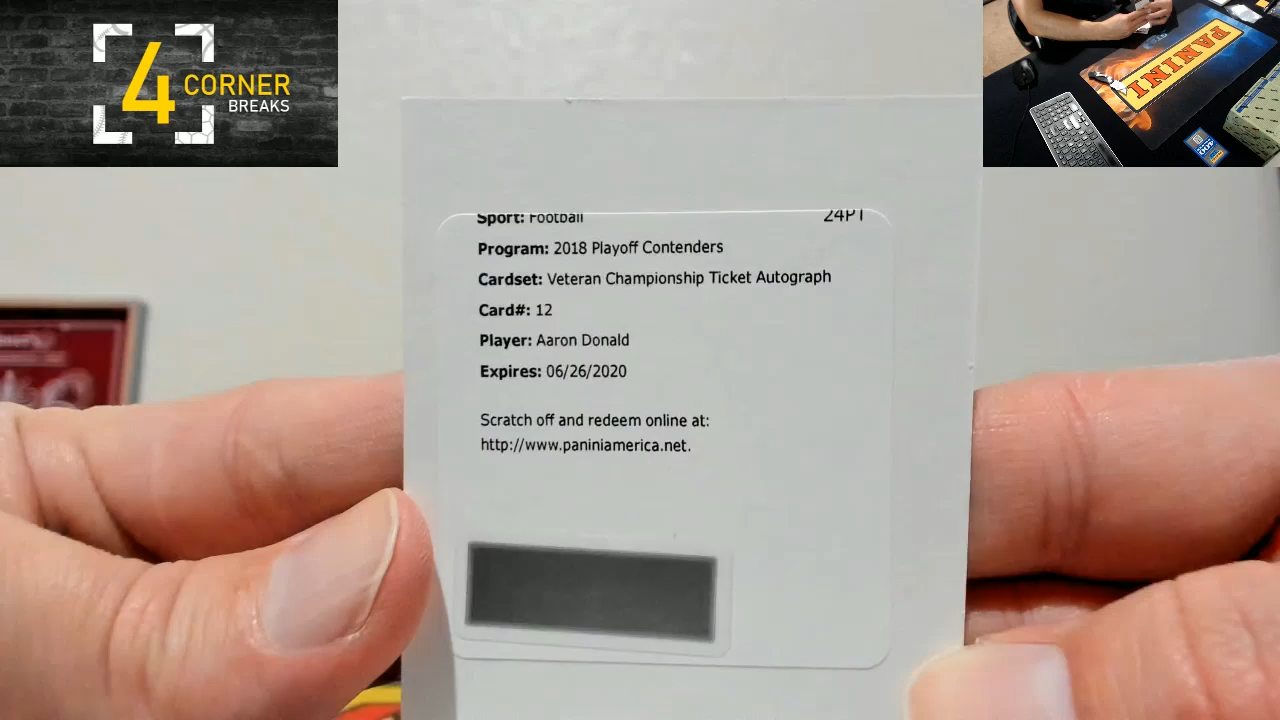 4 CORNER
BREAKS
PANINI
Sport: Football 24PT
Program: 2018 Playoff Contenders
Cardset: Veteran Championship Ticket Autograph
Card#: 12
Player: Aaron Donald
Expires: 06/26/2020
Scratch off and redeem online at:
http://www.paniniamerica.net.